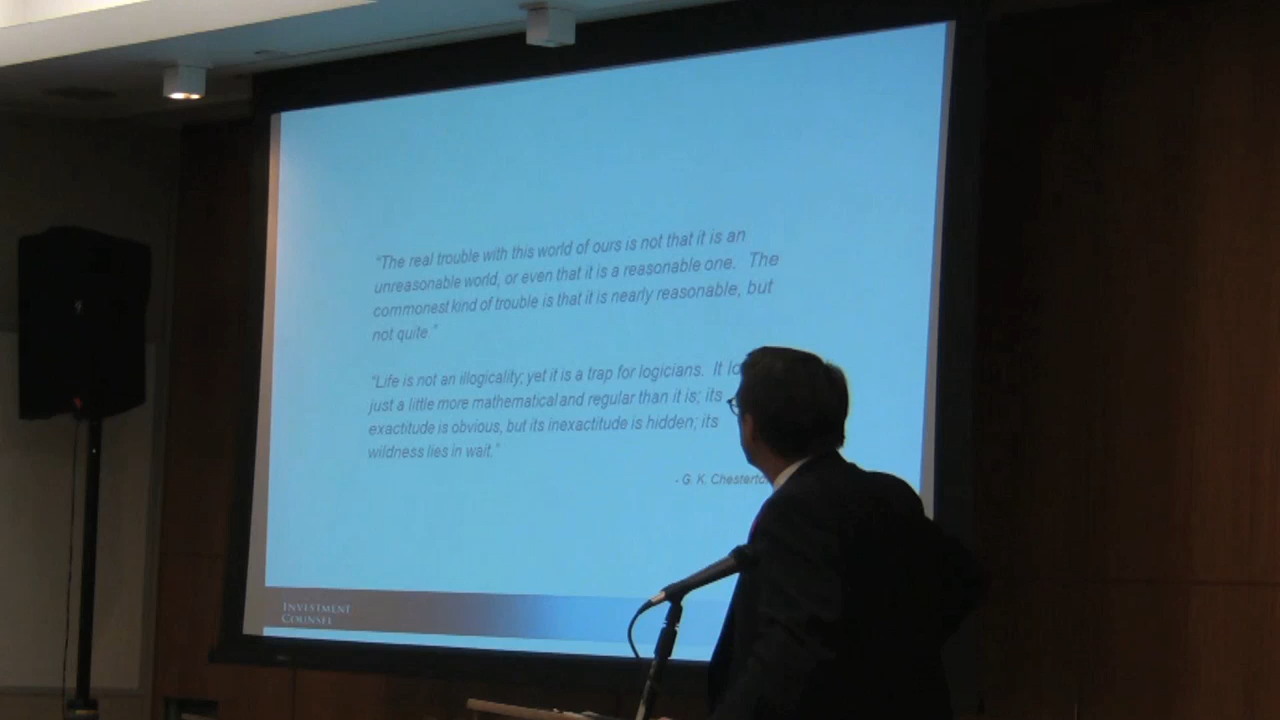 "The real trouble with this world of ours is not that it is an
unreasonable world, or even that it is a reasonable one. The
commonest kind of trouble is that it is nearly reasonable, but
not quite."
"Life is not an illogicality; yet it is a trap for logicians. It
just a little more mathematical and regular than it is; its
exactitude is obvious, but its inexactitude is hidden; its
wildness lies in wait."
- G. K.
INVESTMENT
COUNSEL